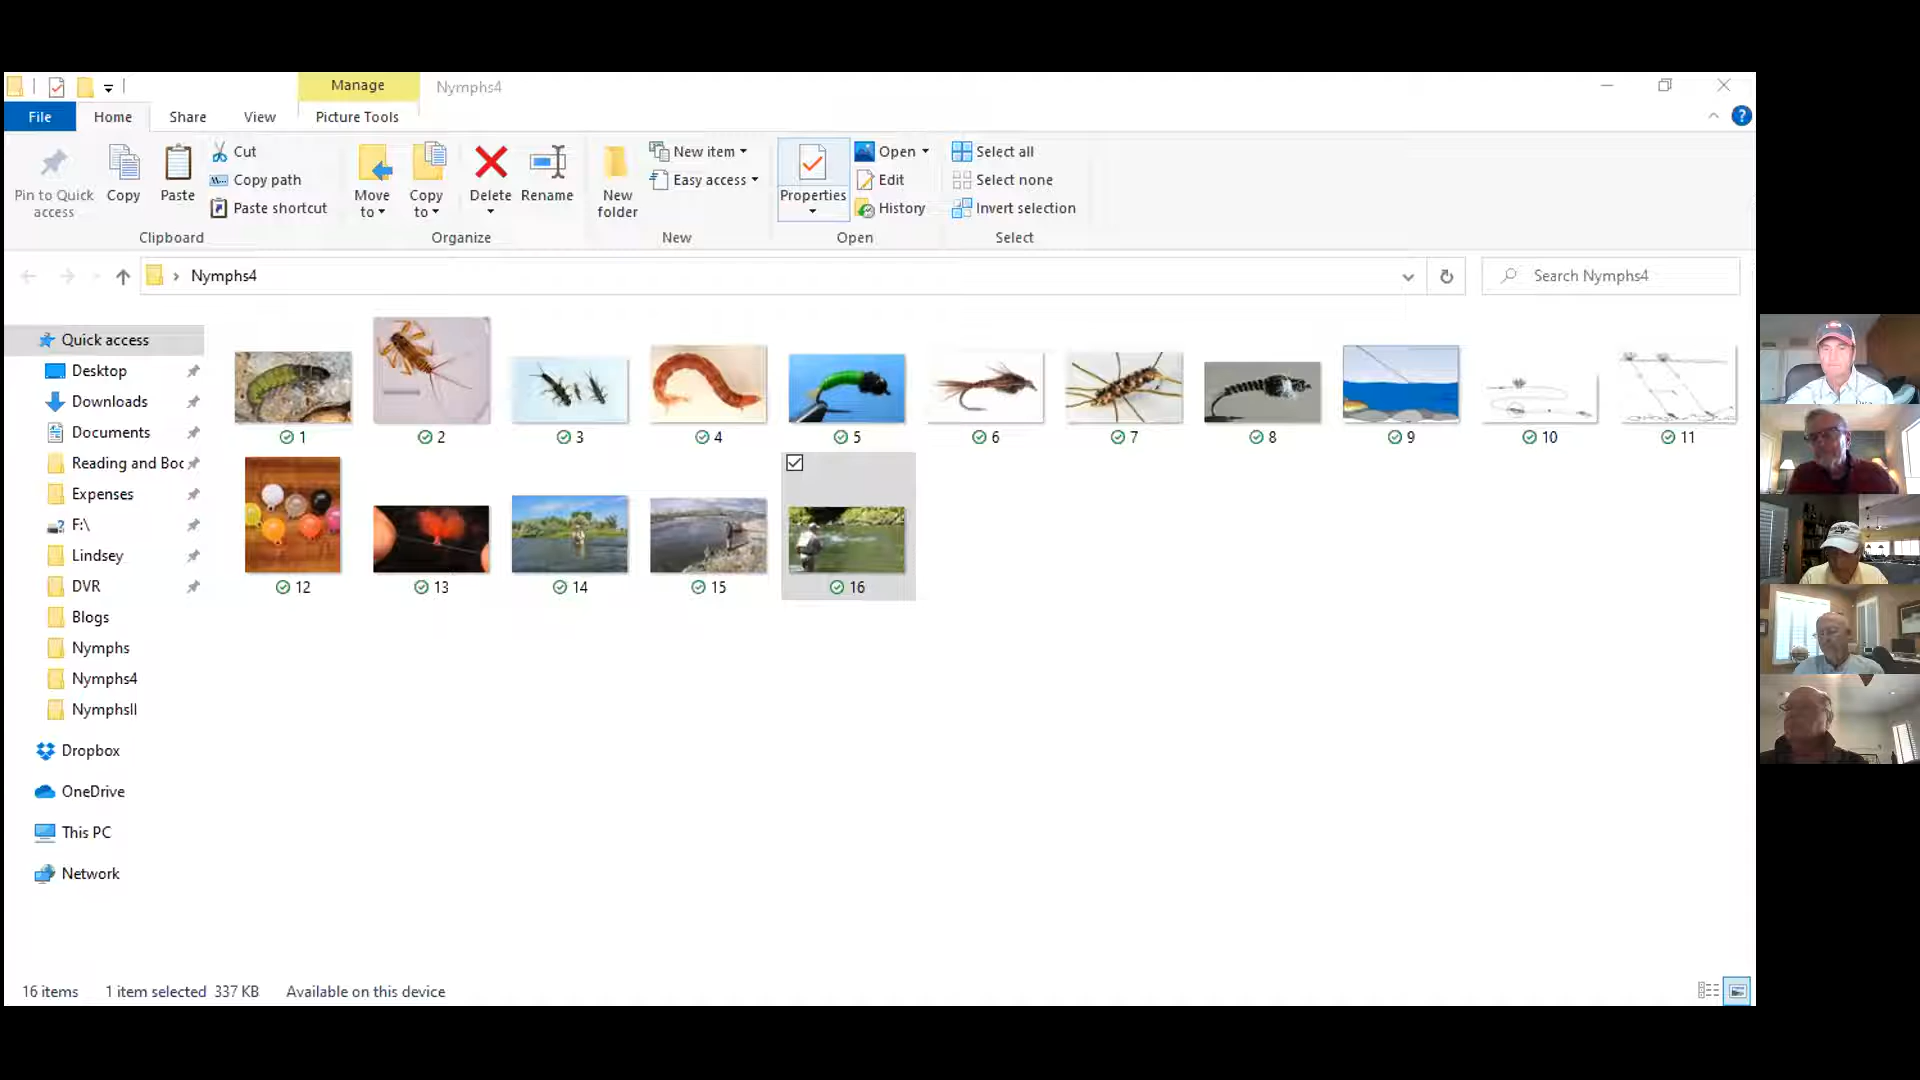 Manage
Nymphs4
File
Home
Share
View
Picture Tools
Pin to Quick access
Copy
Paste
Cut
Copy path
Paste shortcut
Clipboard
Move to
Copy to
Delete
Rename
Organize
New folder
New item
Easy access
New
Properties
Open
Edit
History
Open
Select all
Select none
Invert selection
Select
Nymphs4
Search Nymphs4
Quick access
Desktop
Downloads
Documents
Reading and Boo
Expenses
F:\
Lindsey
DVR
Blogs
Nymphs
Nymphs4
NymphsII
Dropbox
OneDrive
This PC
Network
1
2
3
4
5
6
7
8
9
10
11
12
13
14
15
16
16 items
1 item selected 337 KB
Available on this device